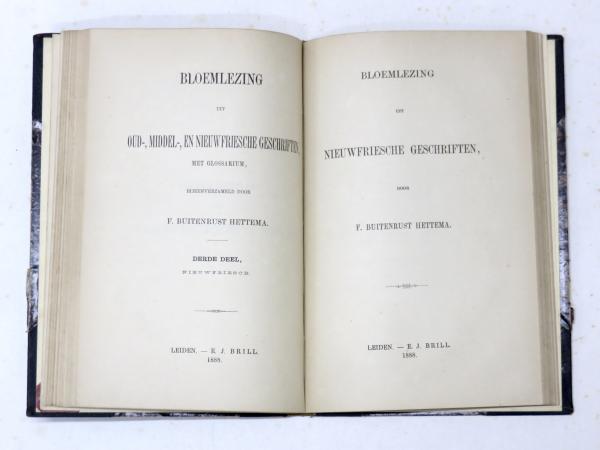 BLOEMLEZING
UIT
OUD-, MIDDEL-, EN NIEUWFRIESCHE GESCHRIFTEN,
MET GLOSSARIUM,
BIJEENVERZAMELD DOOR
F. BUITENRUST HETTEMA.
DERDE DEEL,
NIEUWFRIESCH.
LEIDEN. — E. J. BRILL.
1888.
BLOEMLEZING
UIT
NIEUWFRIESCHE GESCHRIFTEN,
DOOR
F. BUITENRUST HETTEMA.
LEIDEN. — E. J. BRILL.
1888.